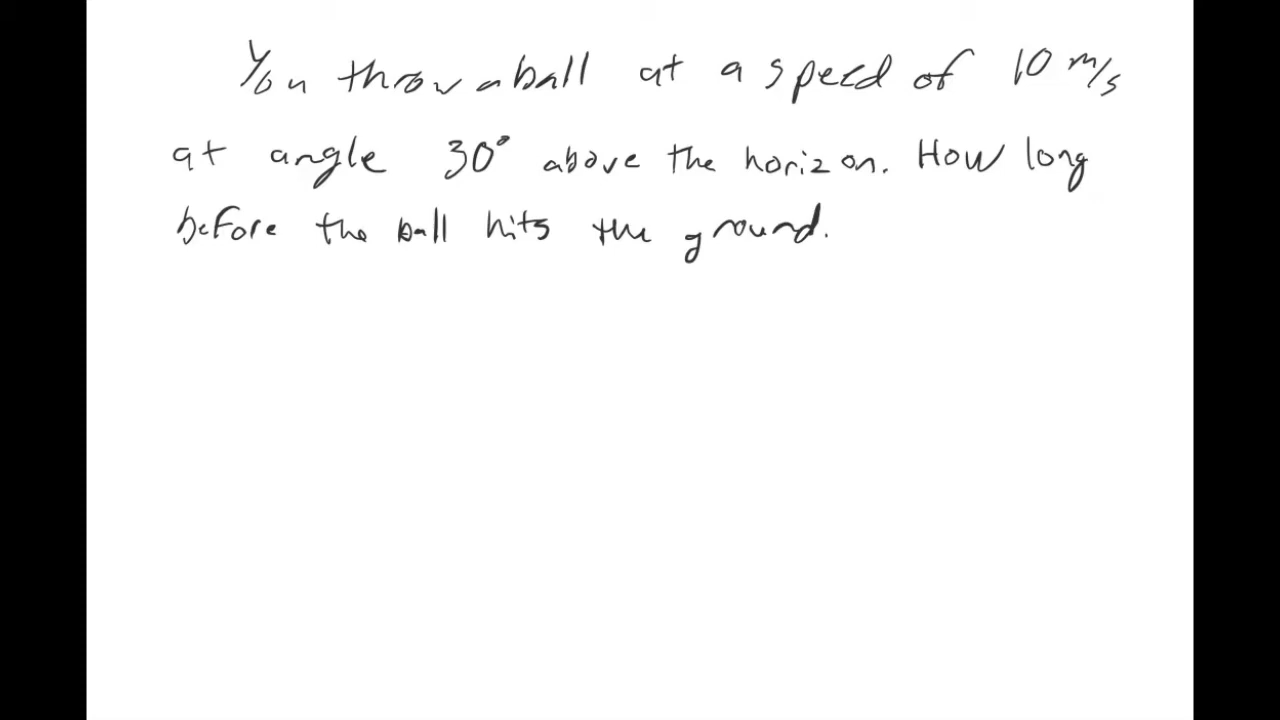 You throw a ball at a speed of 10 m/s
at angle 30° above the horizon. How long
before the ball hits the ground.